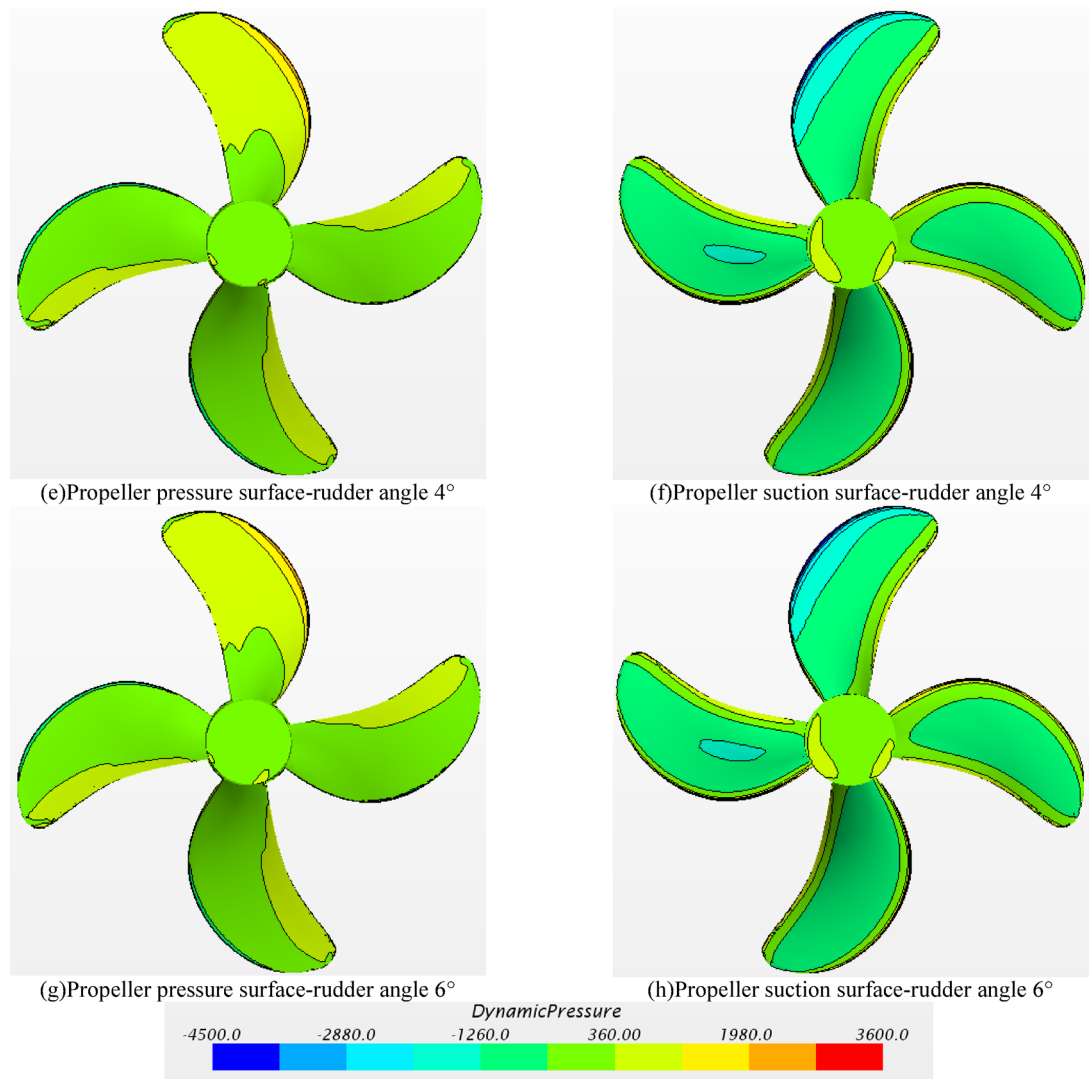 (e)Propeller pressure surface-rudder angle 4°
(f)Propeller suction surface-rudder angle 4°
(g)Propeller pressure surface-rudder angle 6°
(h)Propeller suction surface-rudder angle 6°
DynamicPressure
-4500.0 -2880.0 -1260.0 360.00 1980.0 3600.0